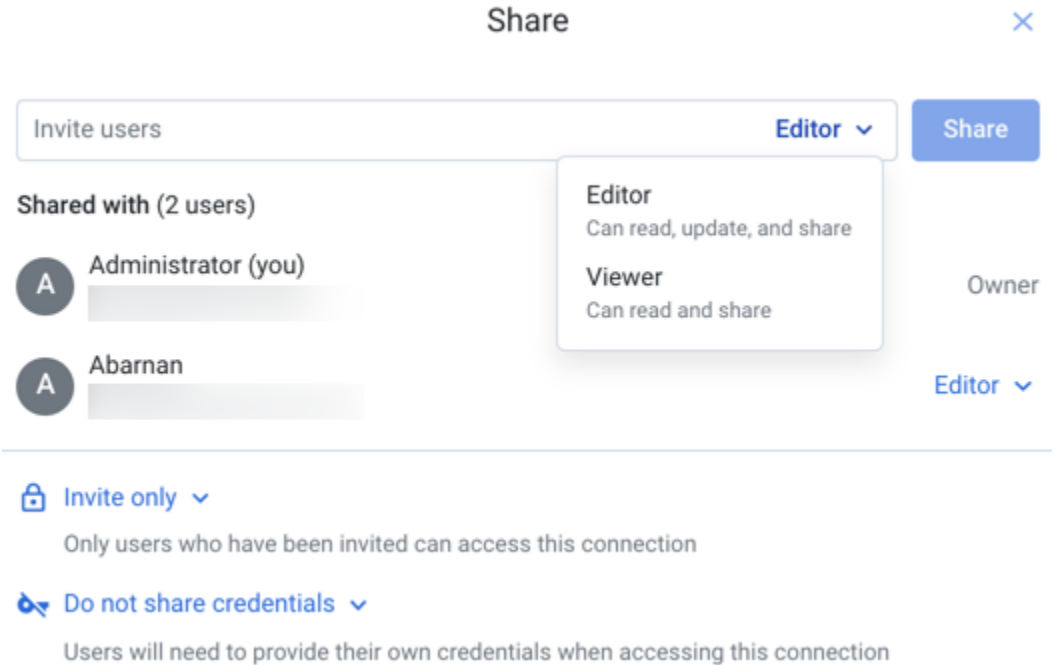 Share
Invite users Editor Share
Editor
Can read, update, and share
Viewer
Can read and share
Shared with (2 users)
A Administrator (you) Owner
A Abarnan Editor
Invite only
Only users who have been invited can access this connection
Do not share credentials
Users will need to provide their own credentials when accessing this connection